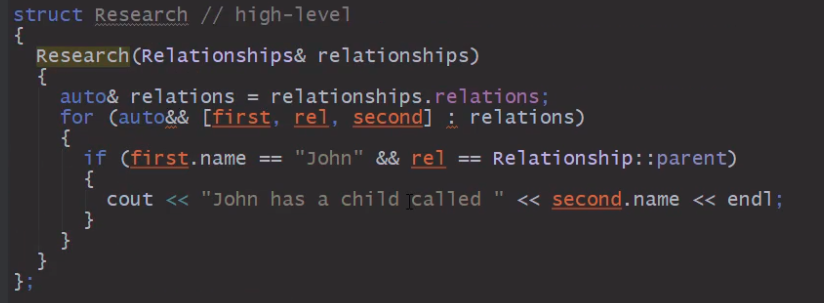 struct Research // high-level
{
  Research(Relationships& relationships)
  {
    auto& relations = relationships.relations;
    for (auto&& [first, rel, second] : relations)
    {
      if (first.name == "John" && rel == Relationship::parent)
      {
        cout << "John has a child called " << second.name << endl;
      }
    }
  }
};